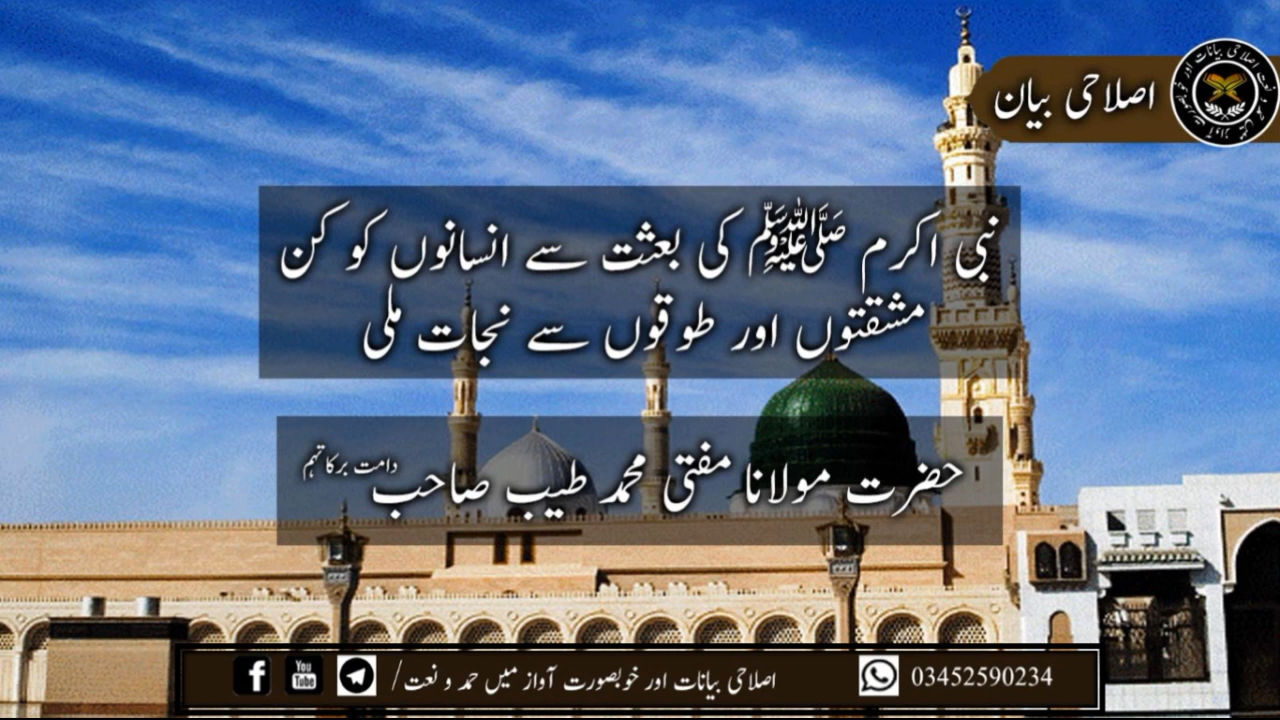 اصلاحی بیان
نبی اکرم ﷺ کی بعثت سے انسانوں کو کن
مشقتوں اور طوقوں سے نجات ملی
حضرت مولانا مفتی محمد طیب صاحب دامت برکاتہم
اصلاحی بیانات اور خوبصورت آواز میں حمد و نعت/
You
Tube
03452590234